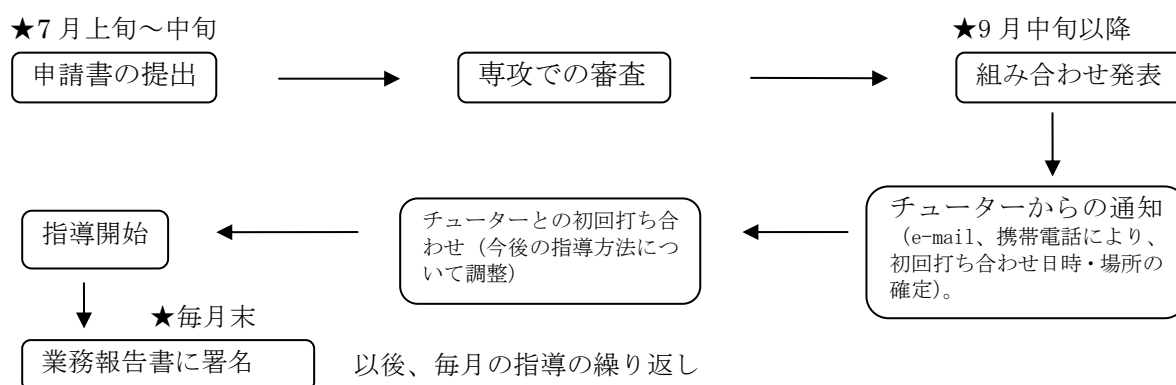 ★7月上旬～中旬
★9月中旬以降
申請書の提出
専攻での審査
組み合わせ発表
チューターからの通知
（e-mail、携帯電話により、
初回打ち合わせ日時・場所の
確定）。
チューターとの初回打ち合
わせ（今後の指導方法につ
いて調整）
指導開始
★毎月末
業務報告書に署名
以後、毎月の指導の繰り返し